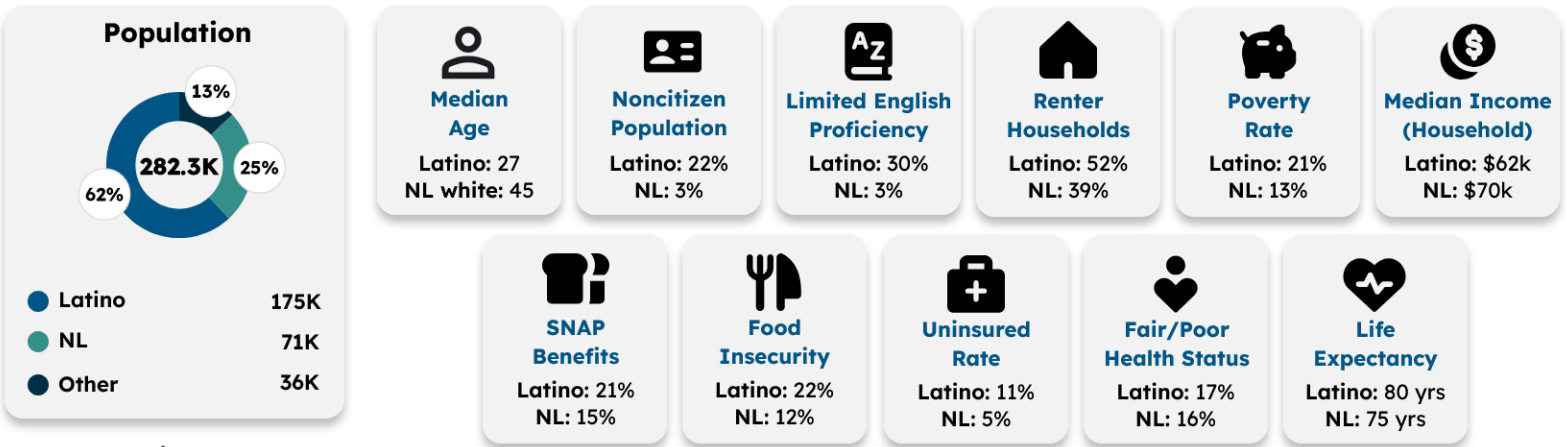 Population
13%
282.3K
25%
62%
Latino 175K
NL 71K
Other 36K
Median
Age
Latino: 27
NL white: 45
Noncitizen
Population
Latino: 22%
NL: 3%
A
Z
Limited English
Proficiency
Latino: 30%
NL: 3%
Renter
Households
Latino: 52%
NL: 39%
Poverty
Rate
Latino: 21%
NL: 13%
$
Median Income
(Household)
Latino: $62k
NL: $70k
SNAP
Benefits
Latino: 21%
NL: 15%
Food
Insecurity
Latino: 22%
NL: 12%
Uninsured
Rate
Latino: 11%
NL: 5%
Fair/Poor
Health Status
Latino: 17%
NL: 16%
Life
Expectancy
Latino: 80 yrs
NL: 75 yrs